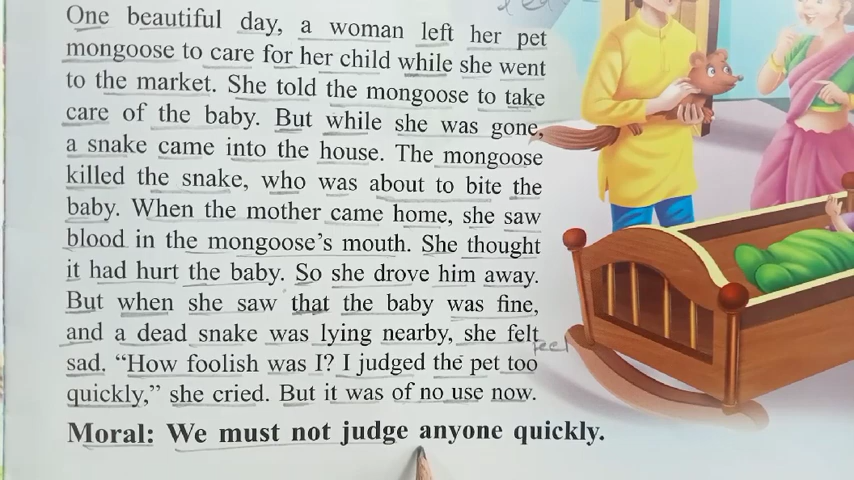 One beautiful day, a woman left her pet
mongoose to care for her child while she went
to the market. She told the mongoose to take
care of the baby. But while she was gone,
a snake came into the house. The mongoose
killed the snake, who was about to bite the
baby. When the mother came home, she saw
blood in the mongoose's mouth. She thought
it had hurt the baby. So she drove him away.
But when she saw that the baby was fine,
and a dead snake was lying nearby, she felt
feel
sad. “How foolish was I? I judged the pet too
quickly,” she cried. But it was of no use now.
Moral: We must not judge anyone quickly.